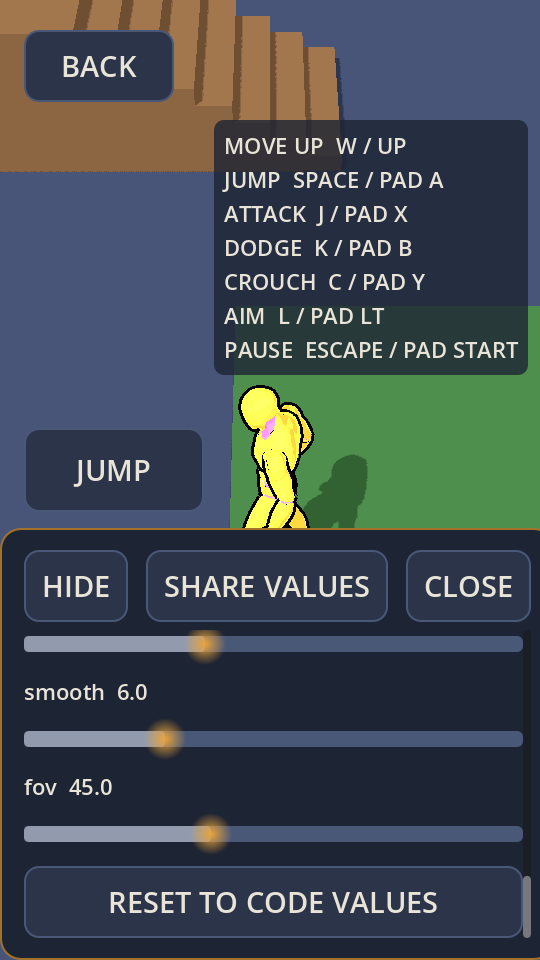 BACK
MOVE UP  W / UP
JUMP  SPACE / PAD A
ATTACK  J / PAD X
DODGE  K / PAD B
CROUCH  C / PAD Y
AIM  L / PAD LT
PAUSE  ESCAPE / PAD START
JUMP
HIDE
SHARE VALUES
CLOSE
smooth  6.0
fov  45.0
RESET TO CODE VALUES